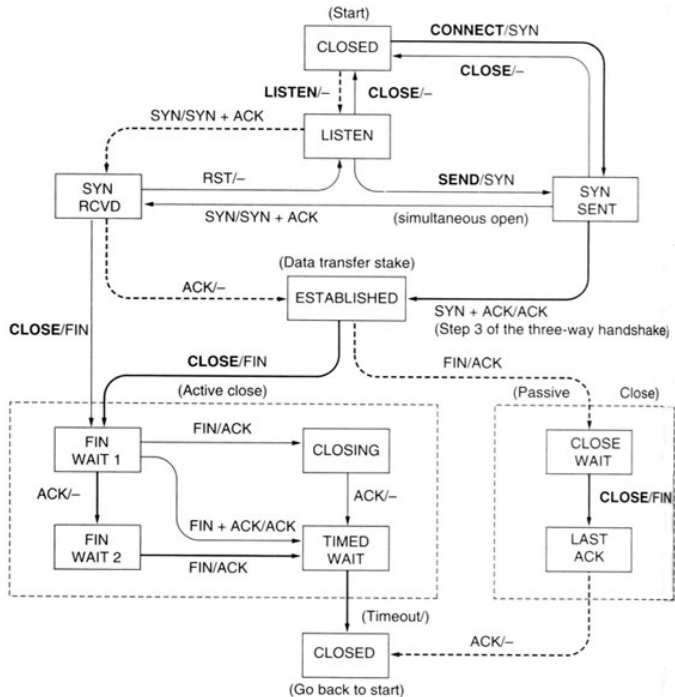 (Start)
CLOSED
CONNECT/SYN
CLOSE/–
LISTEN/–
CLOSE/–
SYN/SYN + ACK
LISTEN
SYN
RCVD
RST/–
SEND/SYN
SYN
SENT
SYN/SYN + ACK
(simultaneous open)
(Data transfer stake)
ACK/–
ESTABLISHED
SYN + ACK/ACK
(Step 3 of the three-way handshake)
CLOSE/FIN
CLOSE/FIN
FIN/ACK
(Active close)
(Passive Close)
FIN
WAIT 1
FIN/ACK
CLOSING
CLOSE
WAIT
ACK/–
ACK/–
CLOSE/FIN
FIN + ACK/ACK
FIN
WAIT 2
TIMED
WAIT
LAST
ACK
FIN/ACK
(Timeout/)
CLOSED
ACK/–
(Go back to start)